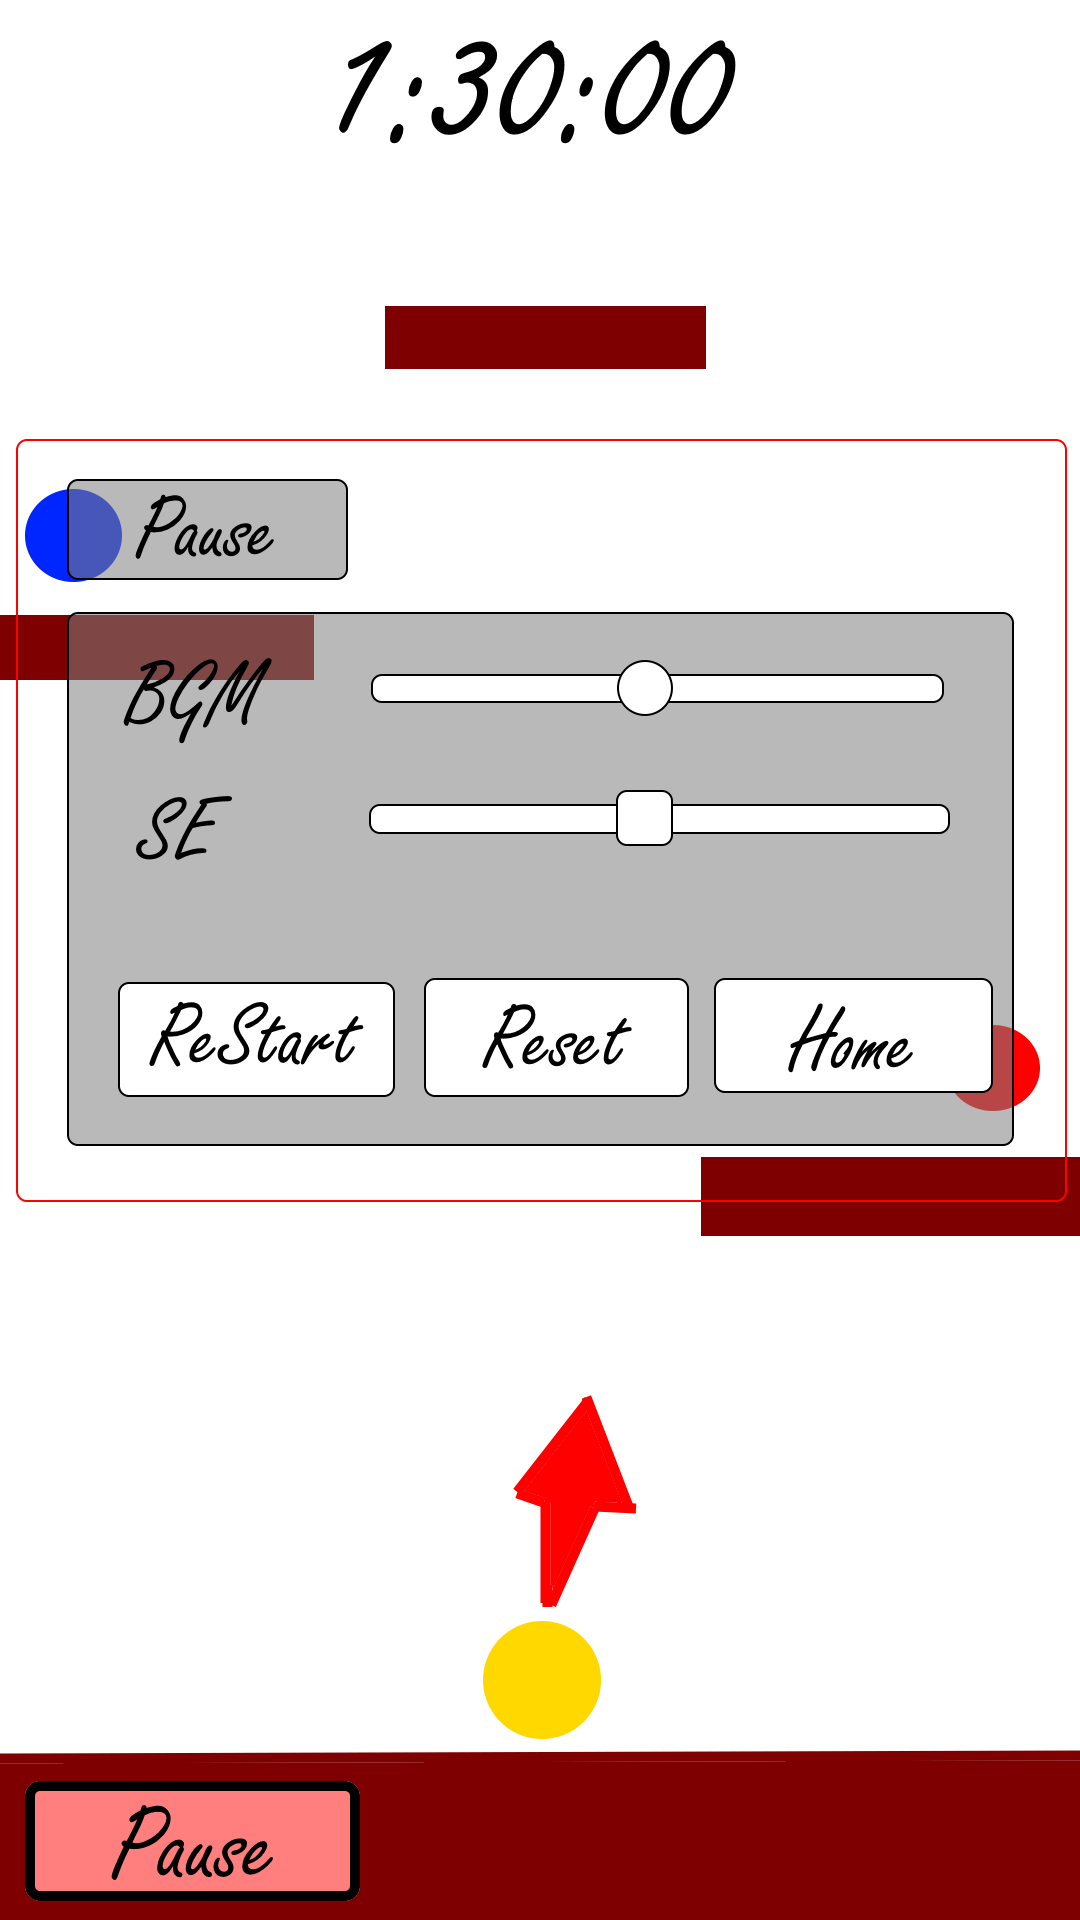 1:30:00
Pause
BGM
SE
ReStart
Reset
Home
Pause